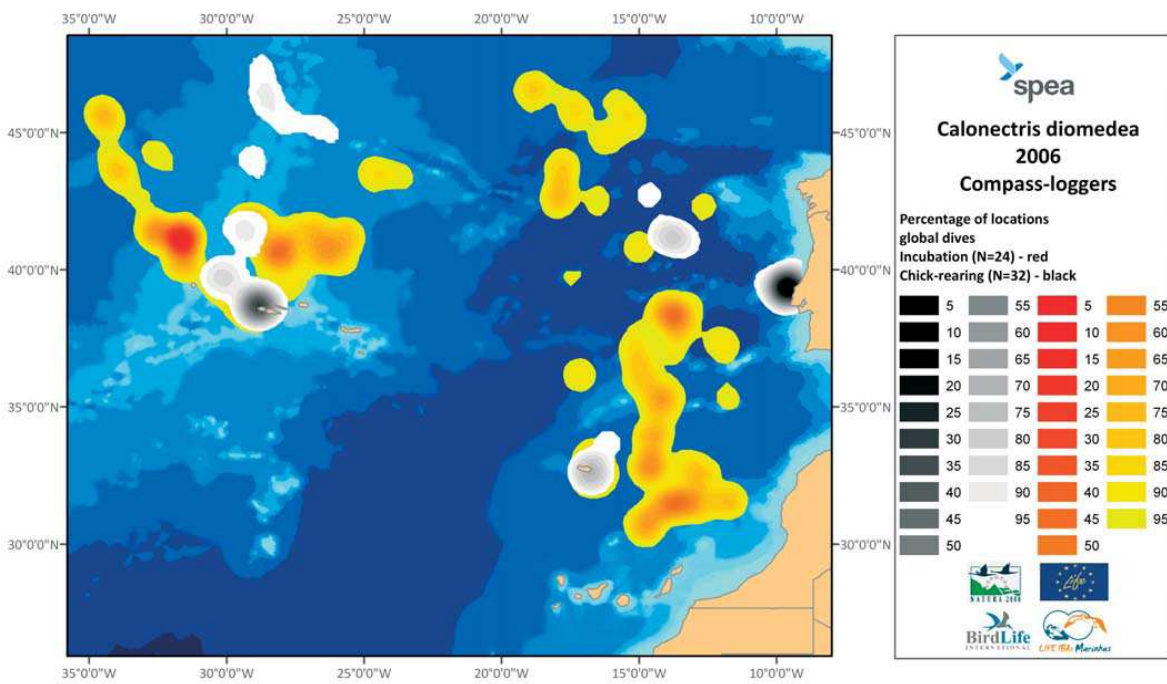 35°0'0"W 30°0'0"W 25°0'0"W 20°0'0"W 15°0'0"W 10°0'0"W
45°0'0"N 45°0'0"N
40°0'0"N 40°0'0"N
35°0'0"N 35°0'0"N
30°0'0"N 30°0'0"N
35°0'0"W 30°0'0"W 25°0'0"W 20°0'0"W 15°0'0"W 10°0'0"W
spea
Calonectris diomedea
2006
Compass-loggers
Percentage of locations
global dives
Incubation (N=24) - red
Chick-rearing (N=32) - black
5 55 5 55
10 60 10 60
15 65 15 65
20 70 20 70
25 75 25 75
30 80 30 80
35 85 35 85
40 90 40 90
45 95 45 95
50 50
NATURA 2000
Life
BirdLife
INTERNATIONAL
LIFE IBAs Marinhas